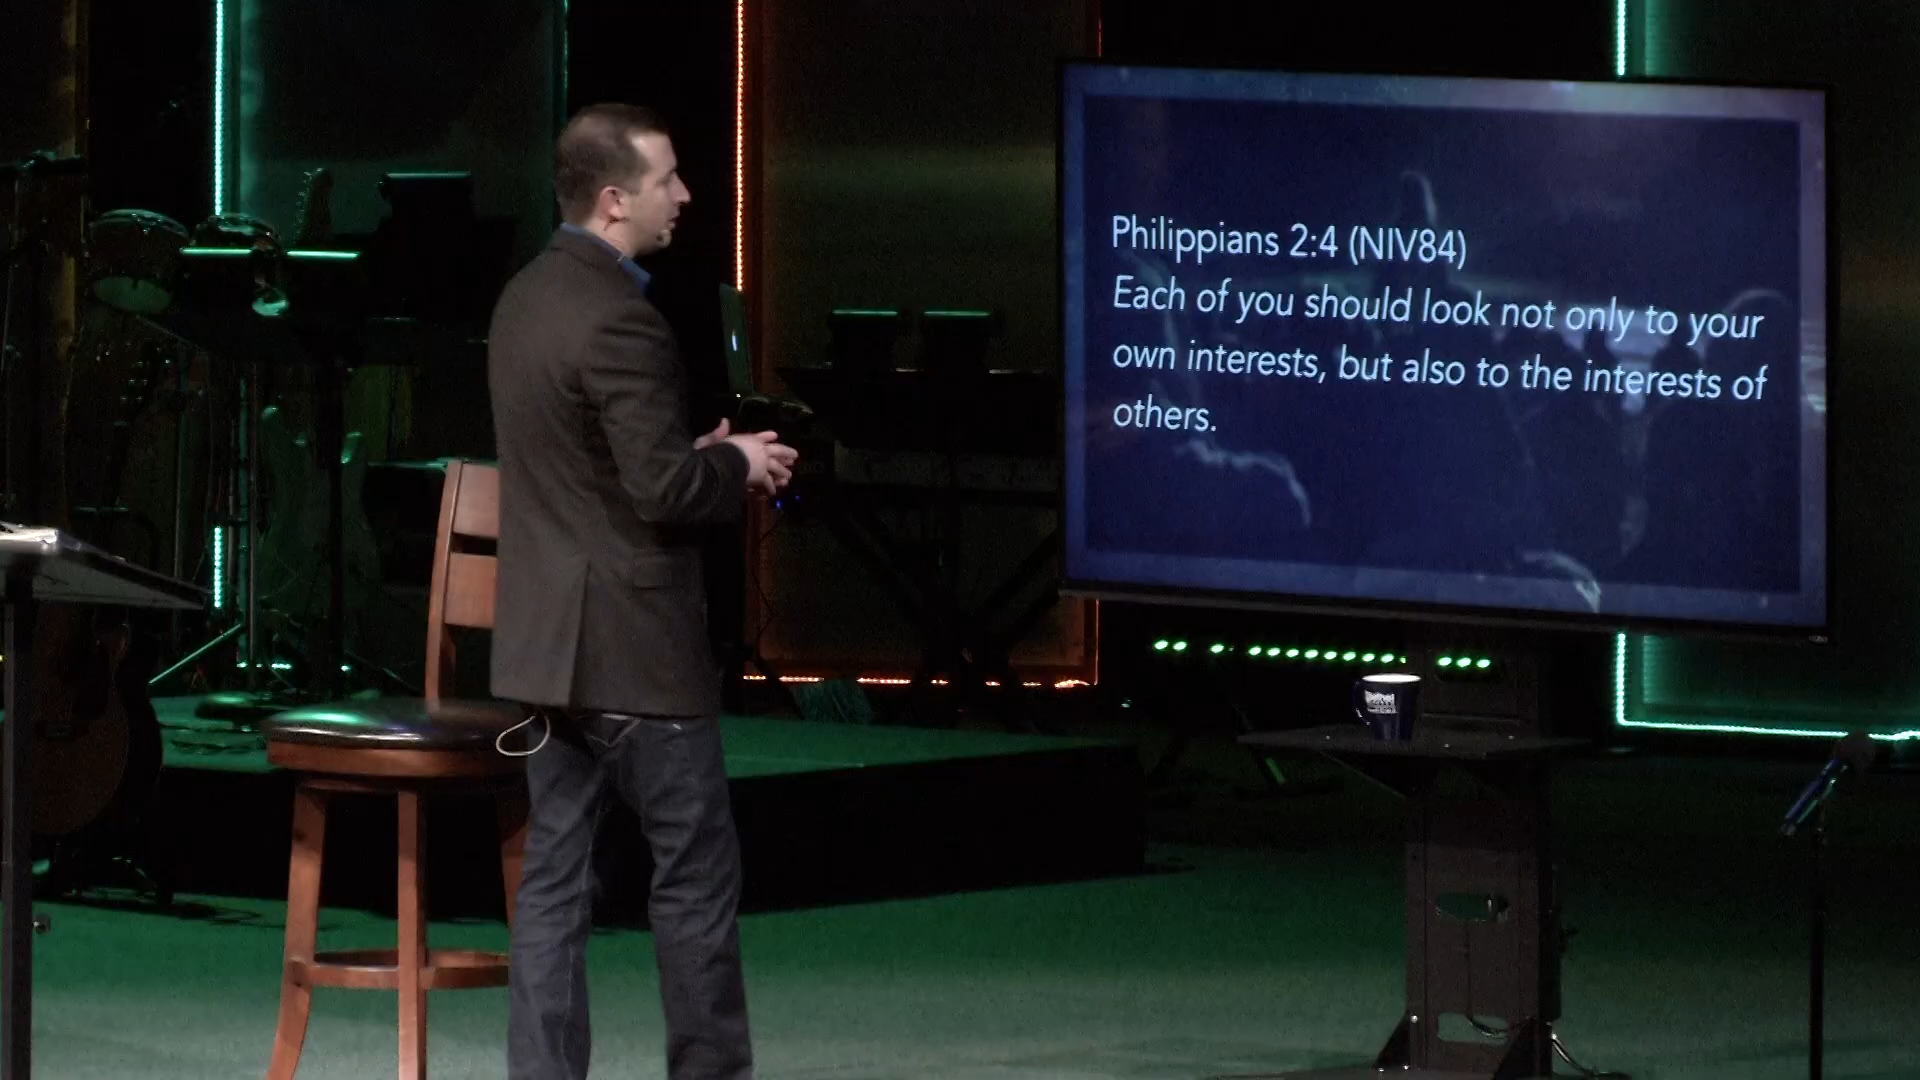 Philippians 2:4 (NIV84)
Each of you should look not only to your
own interests, but also to the interests of
others.